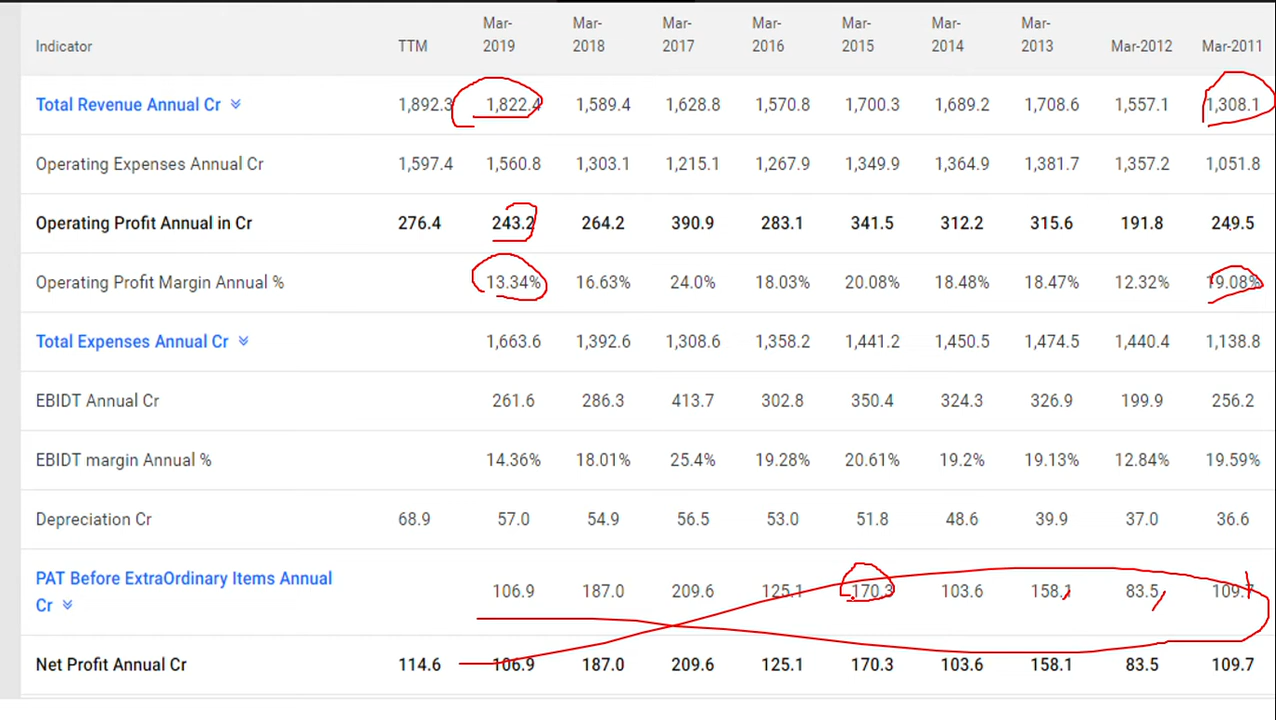 Indicator TTM Mar-2019 Mar-2018 Mar-2017 Mar-2016 Mar-2015 Mar-2014 Mar-2013 Mar-2012 Mar-2011
Total Revenue Annual Cr 1,892.3 1,822.4 1,589.4 1,628.8 1,570.8 1,700.3 1,689.2 1,708.6 1,557.1 1,308.1
Operating Expenses Annual Cr 1,597.4 1,560.8 1,303.1 1,215.1 1,267.9 1,349.9 1,364.9 1,381.7 1,357.2 1,051.8
Operating Profit Annual in Cr 276.4 243.2 264.2 390.9 283.1 341.5 312.2 315.6 191.8 249.5
Operating Profit Margin Annual % 13.34% 16.63% 24.0% 18.03% 20.08% 18.48% 18.47% 12.32% 19.08%
Total Expenses Annual Cr 1,663.6 1,392.6 1,308.6 1,358.2 1,441.2 1,450.5 1,474.5 1,440.4 1,138.8
EBIDT Annual Cr 261.6 286.3 413.7 302.8 350.4 324.3 326.9 199.9 256.2
EBIDT margin Annual % 14.36% 18.01% 25.4% 19.28% 20.61% 19.2% 19.13% 12.84% 19.59%
Depreciation Cr 68.9 57.0 54.9 56.5 53.0 51.8 48.6 39.9 37.0 36.6
PAT Before ExtraOrdinary Items Annual
Cr 106.9 187.0 209.6 125.1 170.3 103.6 158.1 83.5 109.7
Net Profit Annual Cr 114.6 106.9 187.0 209.6 125.1 170.3 103.6 158.1 83.5 109.7